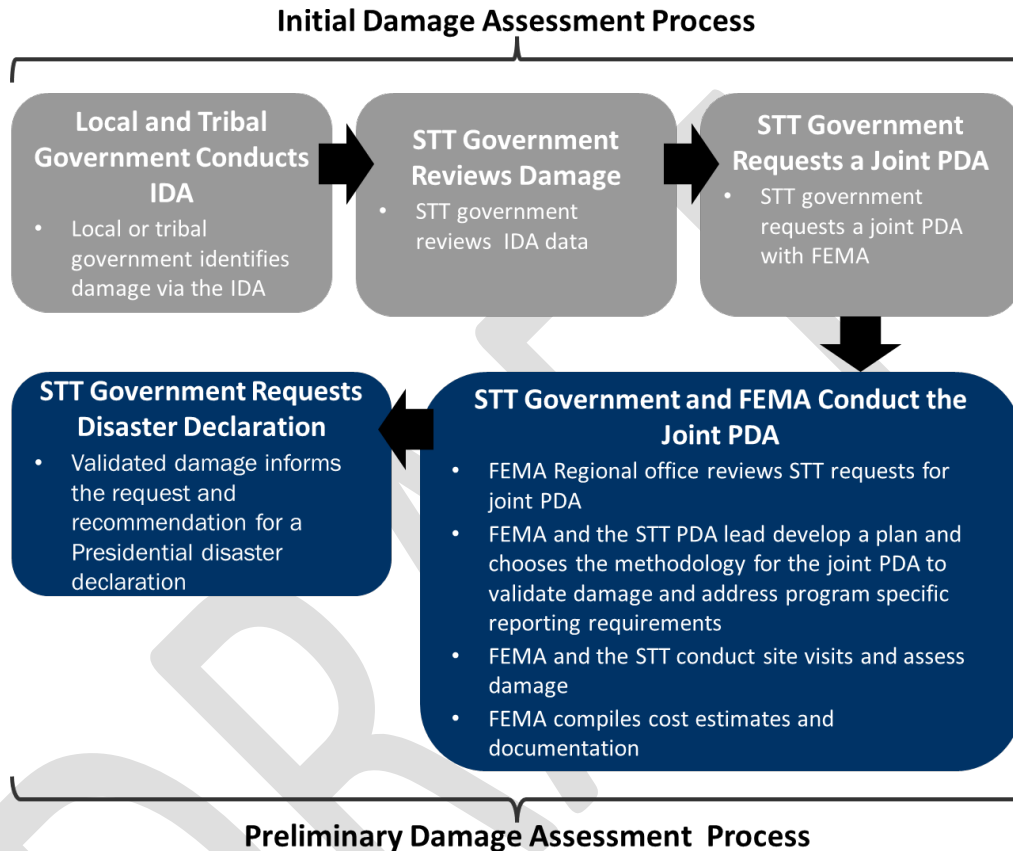 Initial Damage Assessment Process
Local and Tribal
Government Conducts
IDA
• Local or tribal
government identifies
damage via the IDA
STT Government
Reviews Damage
• STT government
reviews IDA data
STT Government
Requests a Joint PDA
• STT government
requests a joint PDA
with FEMA
STT Government and FEMA Conduct the
Joint PDA
• FEMA Regional office reviews STT requests for
joint PDA
• FEMA and the STT PDA lead develop a plan and
chooses the methodology for the joint PDA to
validate damage and address program specific
reporting requirements
• FEMA and the STT conduct site visits and assess
damage
• FEMA compiles cost estimates and
documentation
STT Government Requests
Disaster Declaration
• Validated damage informs
the request and
recommendation for a
Presidential disaster
declaration
Preliminary Damage Assessment Process
DRAFT